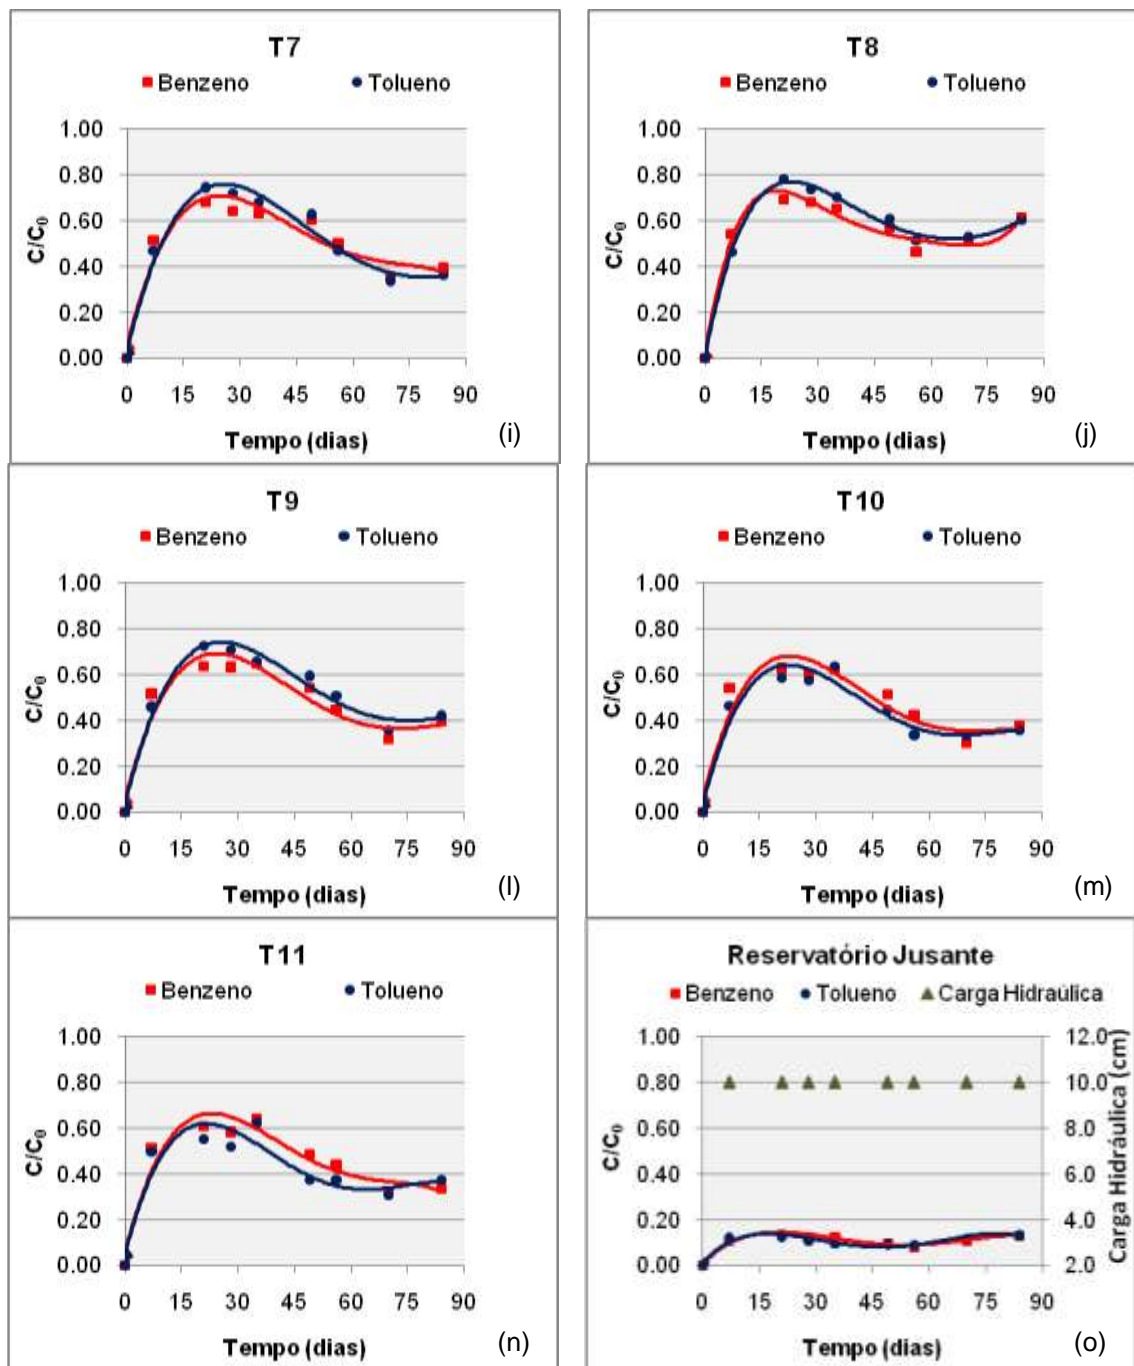 T7
Benzeno Tolueno
1.00
0.80
0.60
0.40
0.20
0.00
C/C₀
0 15 30 45 60 75 90
Tempo (dias)
(i)
T8
Benzeno Tolueno
1.00
0.80
0.60
0.40
0.20
0.00
C/C₀
0 15 30 45 60 75 90
Tempo (dias)
(j)
T9
Benzeno Tolueno
1.00
0.80
0.60
0.40
0.20
0.00
C/C₀
0 15 30 45 60 75 90
Tempo (dias)
(l)
T10
Benzeno Tolueno
1.00
0.80
0.60
0.40
0.20
0.00
C/C₀
0 15 30 45 60 75 90
Tempo (dias)
(m)
T11
Benzeno Tolueno
1.00
0.80
0.60
0.40
0.20
0.00
C/C₀
0 15 30 45 60 75 90
Tempo (dias)
(n)
Reservatório Jusante
Benzeno Tolueno Carga Hidraúlica
1.00
0.80
0.60
0.40
0.20
0.00
C/C₀
12.0
10.0
8.0
6.0
4.0
2.0
Carga Hidráulica (cm)
0 15 30 45 60 75 90
Tempo (dias)
(o)